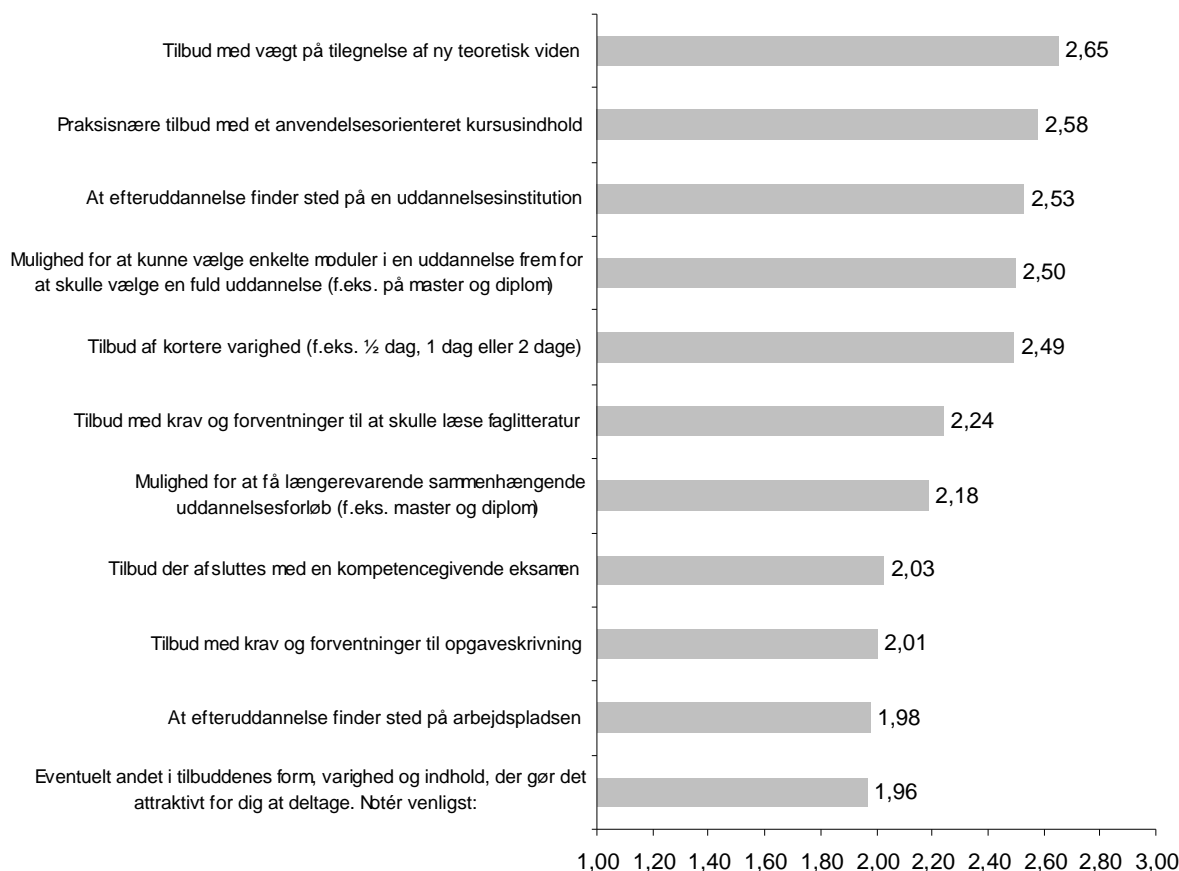 Tilbud med vægt på tilegnelse af ny teoretisk viden
2,65
Praksisnære tilbud med et anvendelsesorienteret kursusindhold
2,58
At efteruddannelse finder sted på en uddannelsesinstitution
2,53
Mulighed for at kunne vælge enkelte moduler i en uddannelse frem for
at skulle vælge en fuld uddannelse (f.eks. på master og diplom)
2,50
Tilbud af kortere varighed (f.eks. ½ dag, 1 dag eller 2 dage)
2,49
Tilbud med krav og forventninger til at skulle læse faglitteratur
2,24
Mulighed for at få længerevarende sammenhængende
uddannelsesforløb (f.eks. master og diplom)
2,18
Tilbud der afsluttes med en kompetencegivende eksamen
2,03
Tilbud med krav og forventninger til opgaveskrivning
2,01
At efteruddannelse finder sted på arbejdspladsen
1,98
Eventuelt andet i tilbuddenes form, varighed og indhold, der gør det
attraktivt for dig at deltage. Notér venligst:
1,96
1,00 1,20 1,40 1,60 1,80 2,00 2,20 2,40 2,60 2,80 3,00